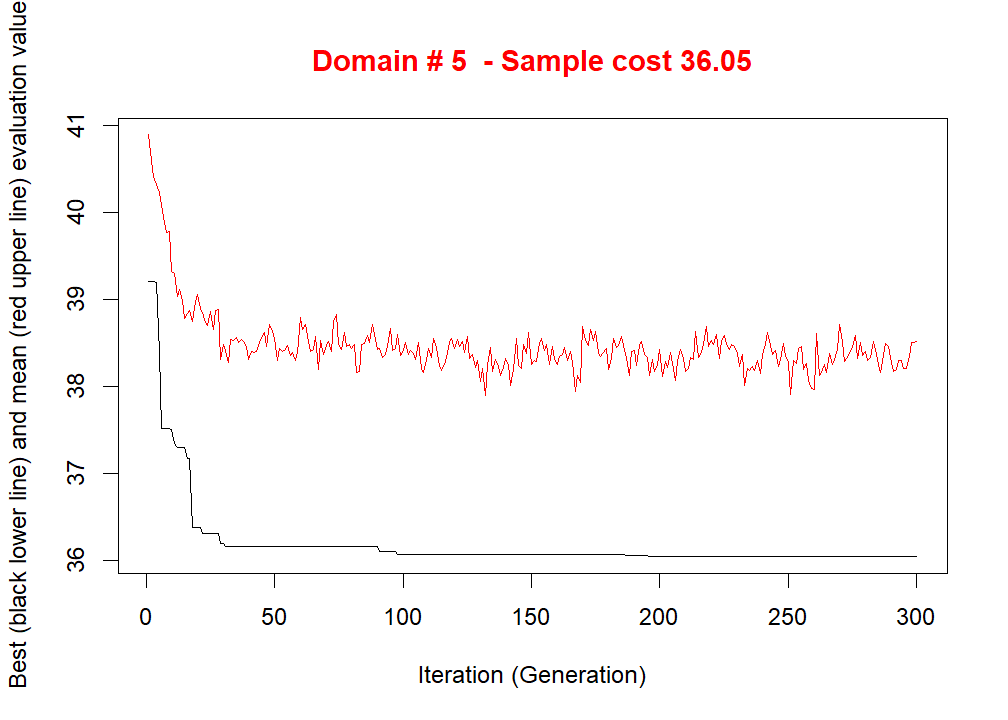 Domain # 5  - Sample cost 36.05
Best (black lower line) and mean (red upper line) evaluation value
41
40
39
38
37
36
0 50 100 150 200 250 300
Iteration (Generation)